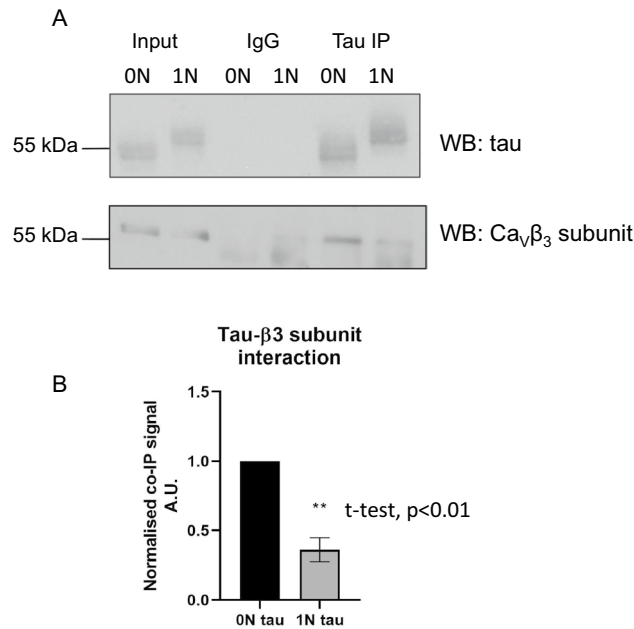 A
Input IgG Tau IP
0N 1N 0N 1N 0N 1N
55 kDa
WB: tau
55 kDa
WB: CaVβ3 subunit
Tau-β3 subunit
interaction
B
Normalised co-IP signal
A.U.
1.5
1.0
0.5
0.0
** t-test, p<0.01
0N tau 1N tau